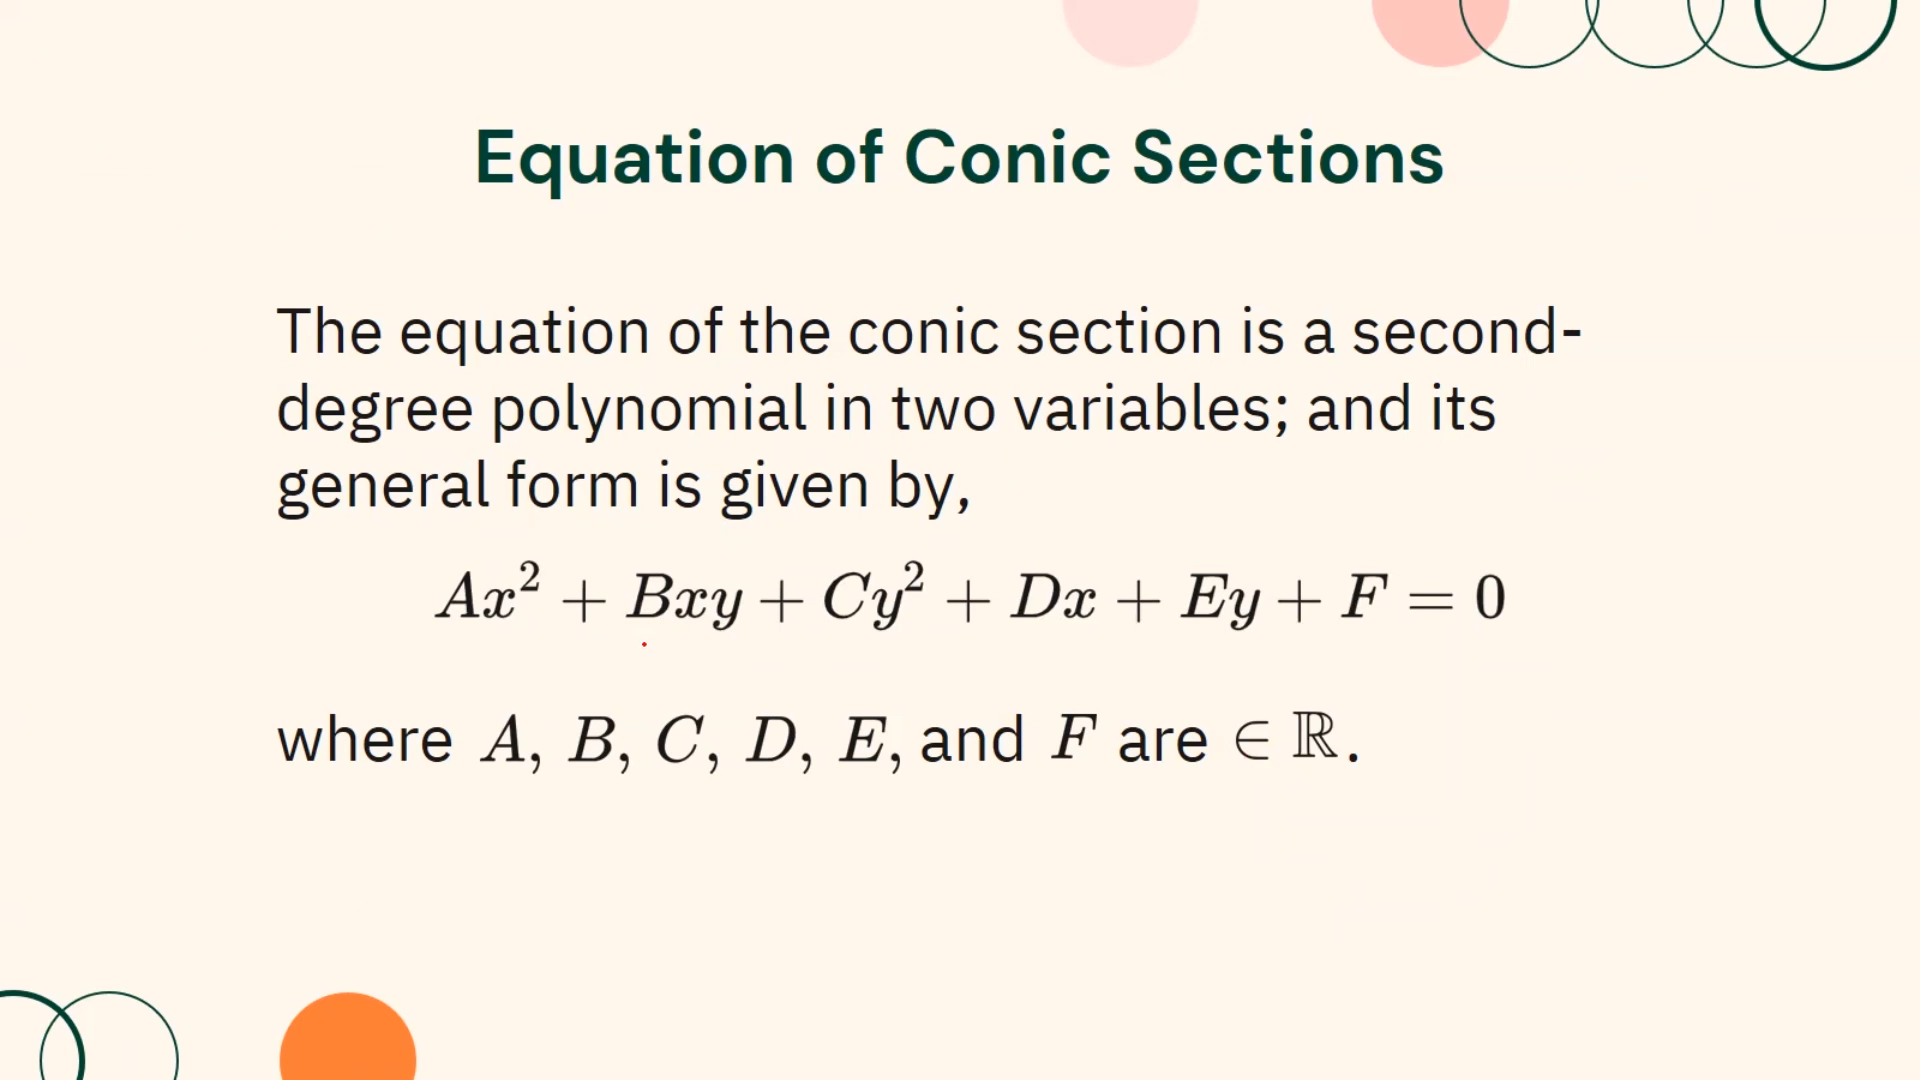 Equation of Conic Sections
The equation of the conic section is a second-
degree polynomial in two variables; and its
general form is given by,
Ax² + Bxy + Cy² + Dx + Ey + F = 0
where A, B, C, D, E, and F are ∈ ℝ.